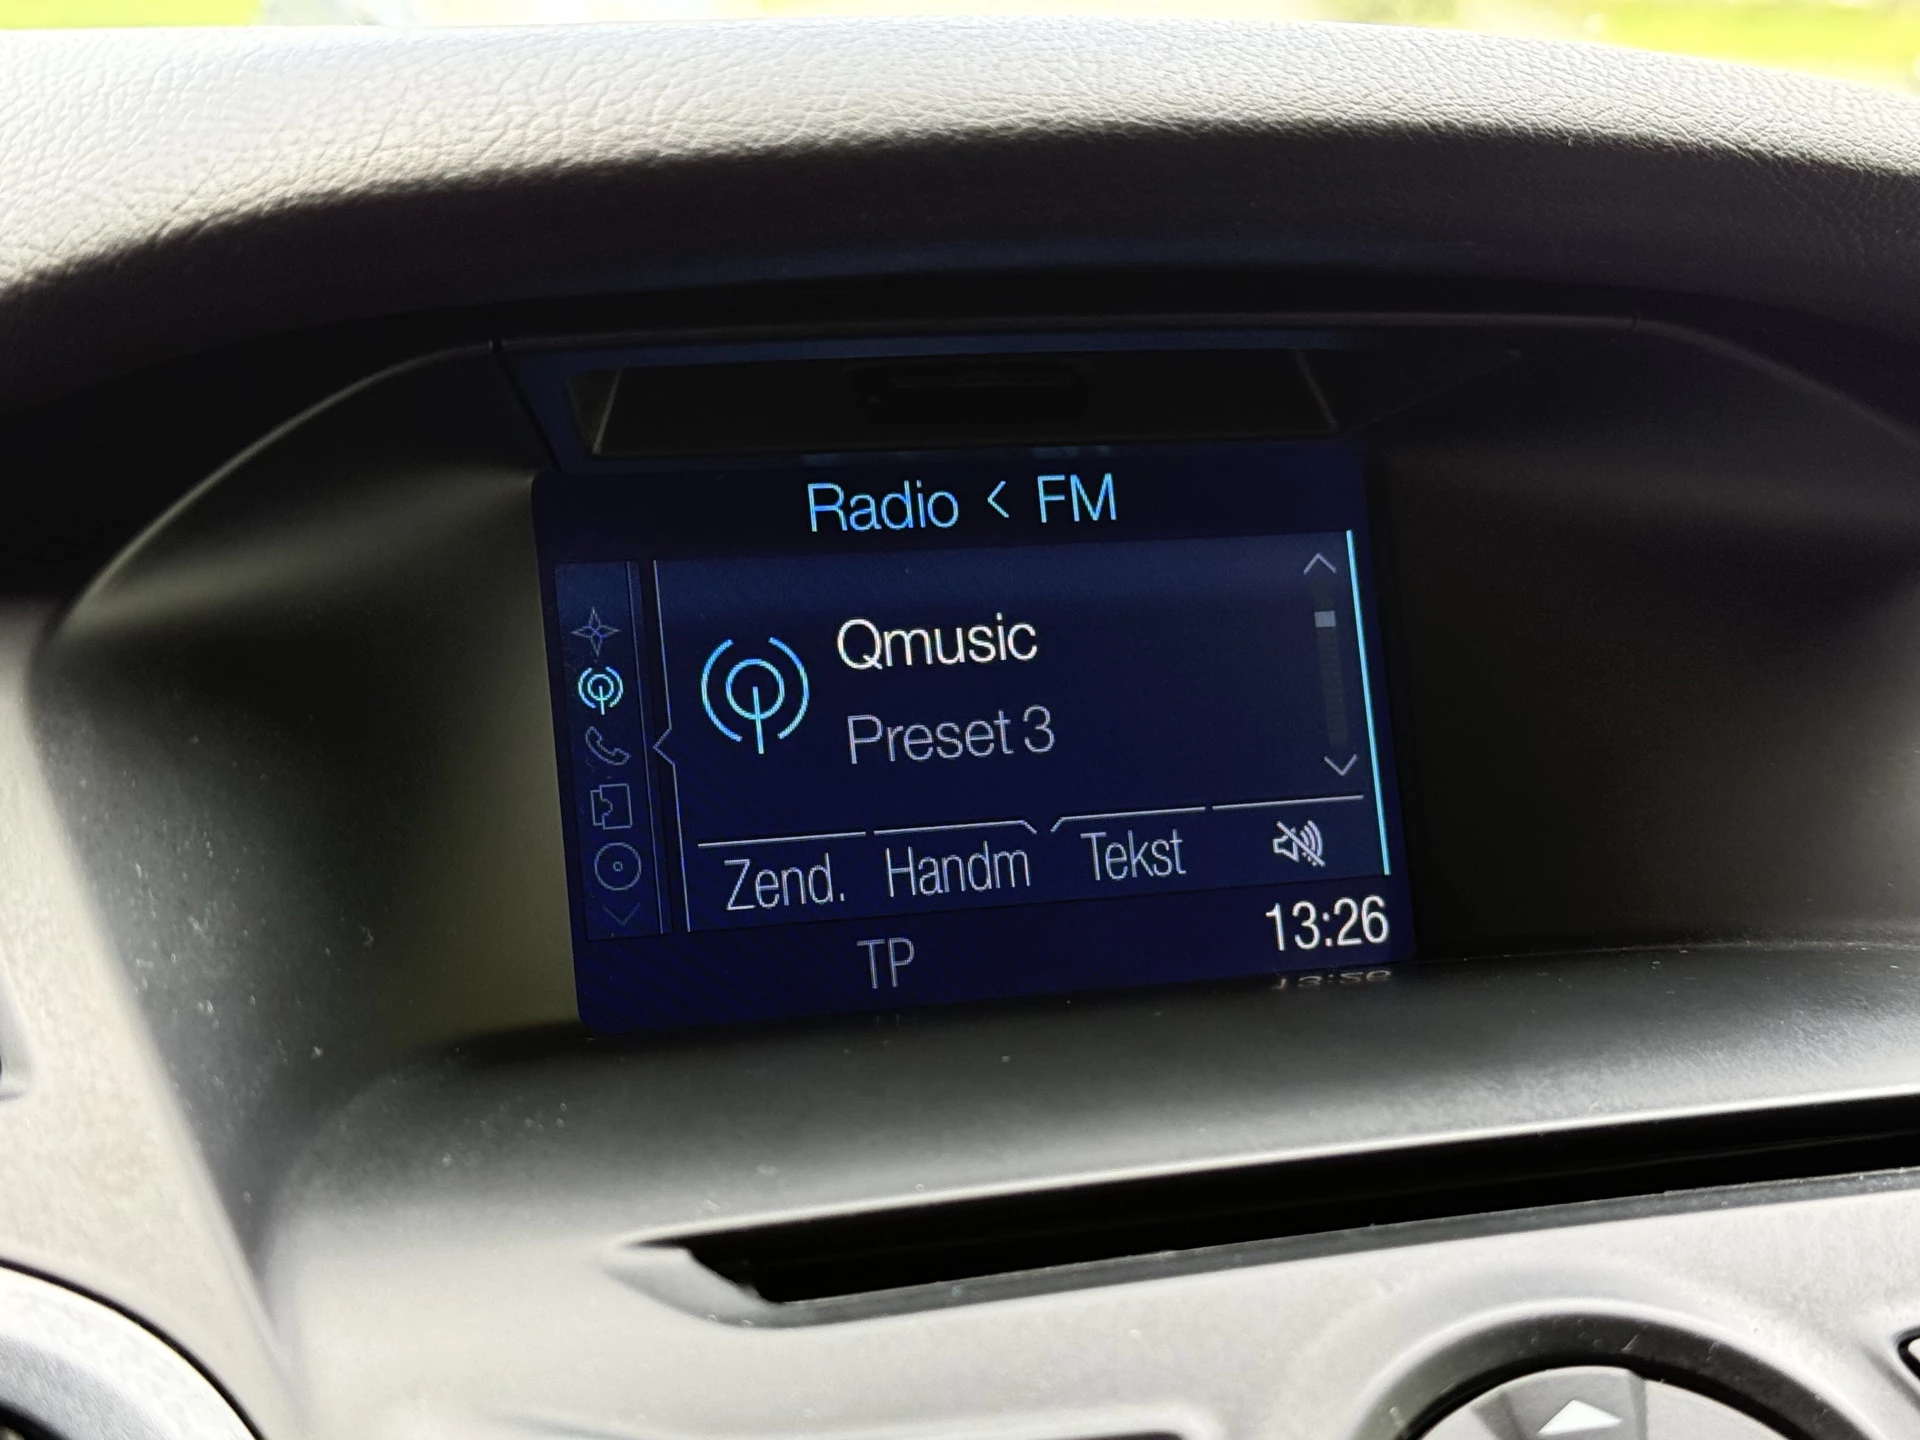 Radio < FM
Qmusic
Preset 3
Zend. Handm Tekst
TP 13:26